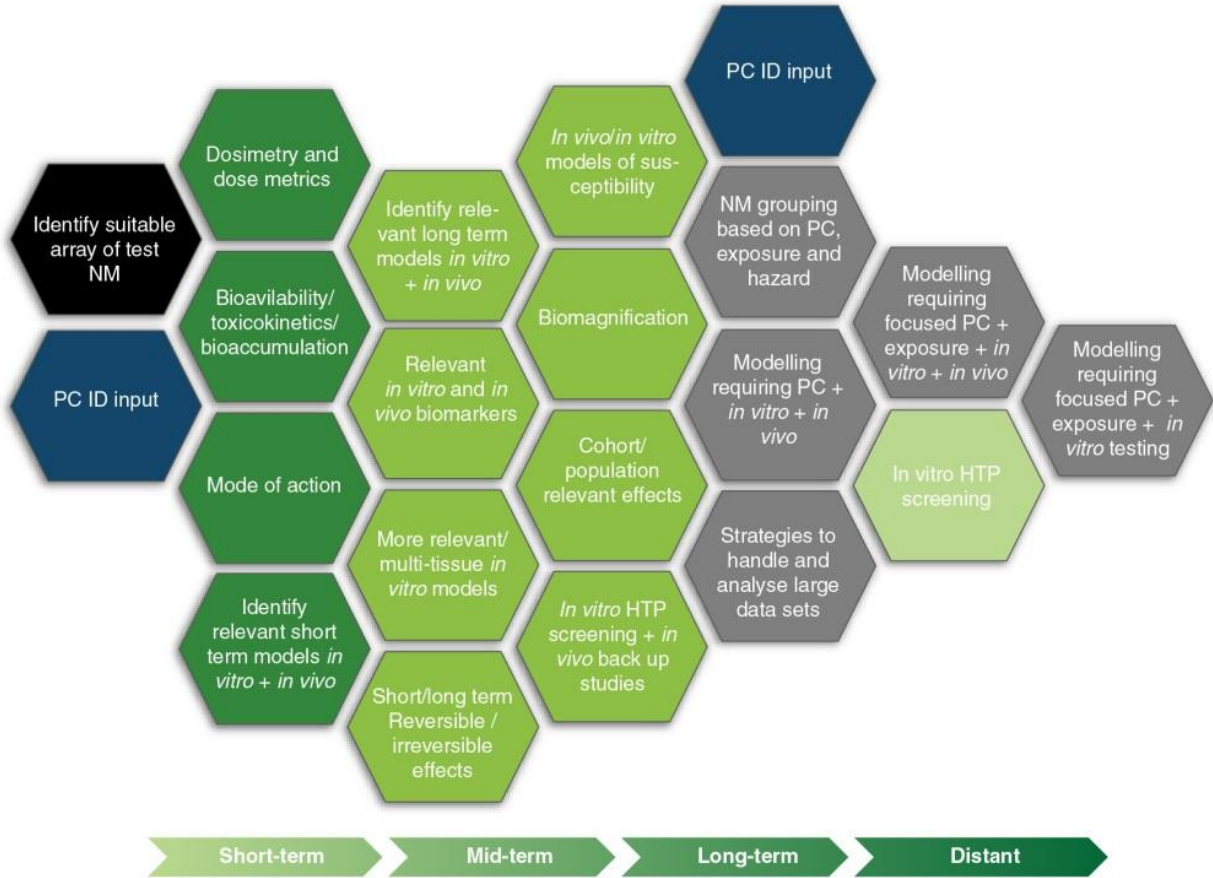 PC ID input
Dosimetry and
dose metrics
In vivo/in vitro
models of sus-
ceptibility
Identify suitable
array of test
NM
Identify rele-
vant long term
models in vitro
+ in vivo
NM grouping
based on PC,
exposure and
hazard
Bioavilability/
toxicokinetics/
bioaccumulation
Biomagnification
Modelling
requiring
focused PC +
exposure + in
vitro + in vivo
PC ID input
Relevant
in vitro and in
vivo biomarkers
Modelling
requiring PC +
in vitro + in
vivo
Modelling
requiring
focused PC +
exposure + in
vitro testing
Mode of action
Cohort/
population
relevant effects
In vitro HTP
screening
More relevant/
multi-tissue in
vitro models
Strategies to
handle and
analyse large
data sets
Identify
relevant short
term models in
vitro + in vivo
In vitro HTP
screening + in
vivo back up
studies
Short/long term
Reversible /
irreversible
effects
Short-term
Mid-term
Long-term
Distant